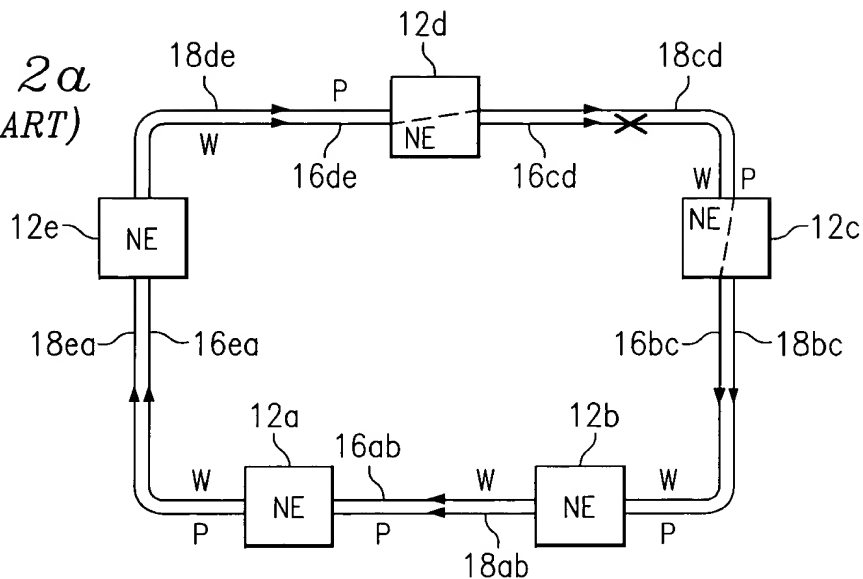 2a
ART)
12d
18de
P
W
16de
NE
18cd
16cd
W P
NE
12c
12e
NE
18ea
16ea
16bc
18bc
12a
16ab
12b
W
P
NE
W
P
NE
W
P
18ab